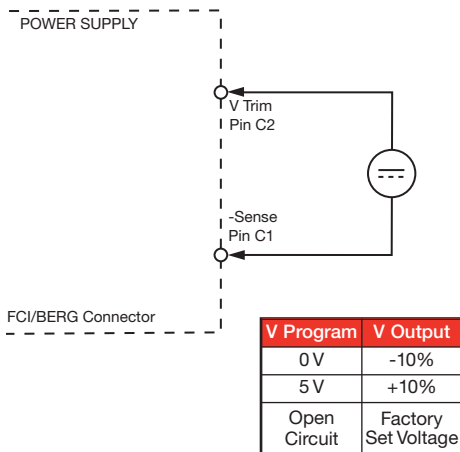 POWER SUPPLY
V Trim
Pin C2
-Sense
Pin C1
FCI/BERG Connector
V Program V Output
0 V -10%
5 V +10%
Open Circuit Factory Set Voltage